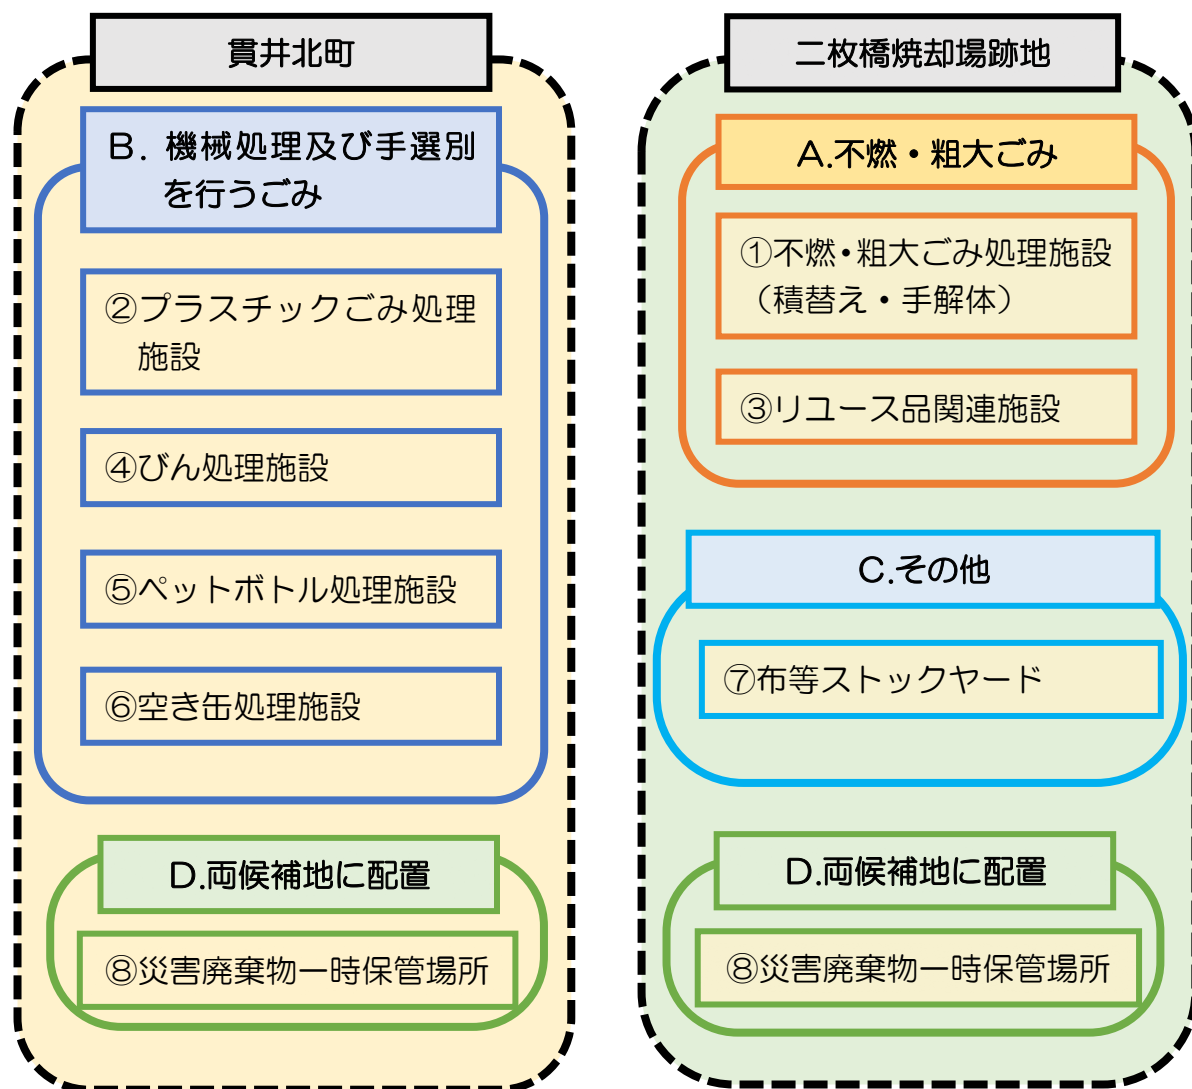 貫井北町
B. 機械処理及び手選別
を行うごみ
②プラスチックごみ処理
施設
④びん処理施設
⑤ペットボトル処理施設
⑥空き缶処理施設
D.両候補地に配置
⑧災害廃棄物一時保管場所
二枚橋焼却場跡地
A.不燃・粗大ごみ
①不燃・粗大ごみ処理施設
（積替え・手解体）
③リユース品関連施設
C.その他
⑦布等ストックヤード
D.両候補地に配置
⑧災害廃棄物一時保管場所